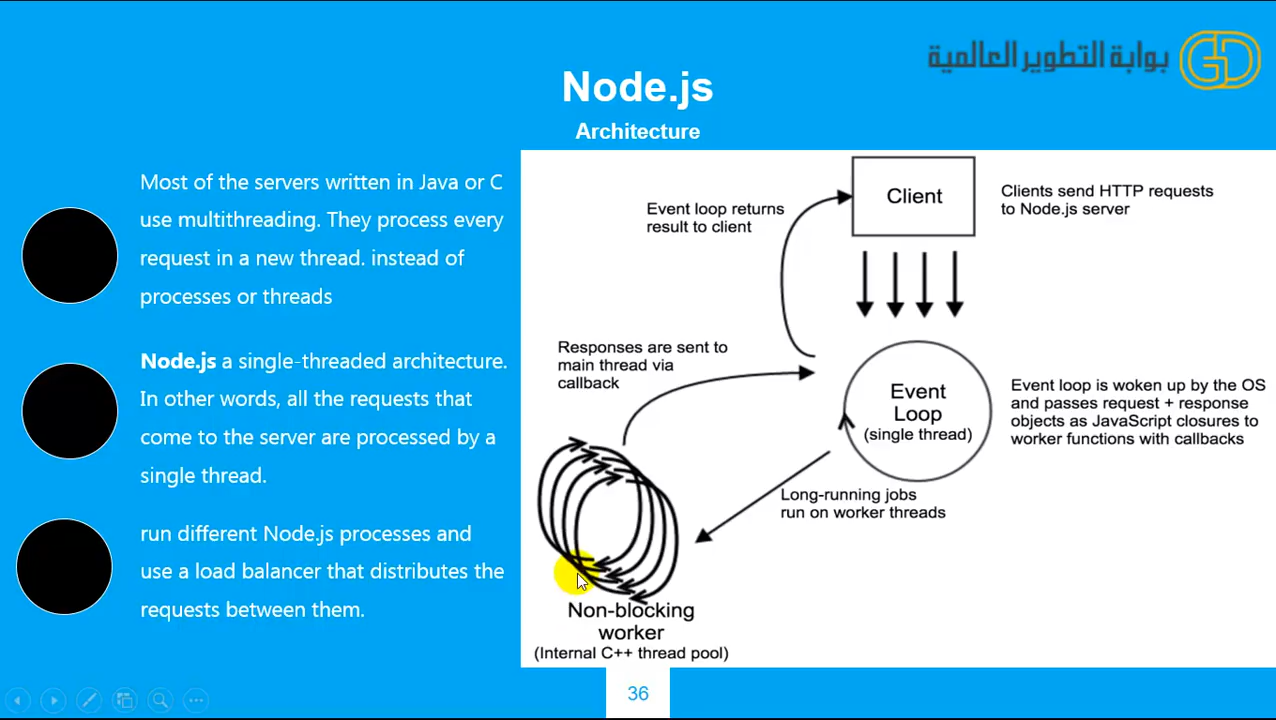 بوابة التطوير العالمية
GD
Node.js
Architecture
Most of the servers written in Java or C
use multithreading. They process every
request in a new thread. instead of
processes or threads
Node.js a single-threaded architecture.
In other words, all the requests that
come to the server are processed by a
single thread.
run different Node.js processes and
use a load balancer that distributes the
requests between them.
Client
Clients send HTTP requests
to Node.js server
Event loop returns
result to client
Responses are sent to
main thread via
callback
Event
Loop
(single thread)
Event loop is woken up by the OS
and passes request + response
objects as JavaScript closures to
worker functions with callbacks
Long-running jobs
run on worker threads
Non-blocking
worker
(Internal C++ thread pool)
36